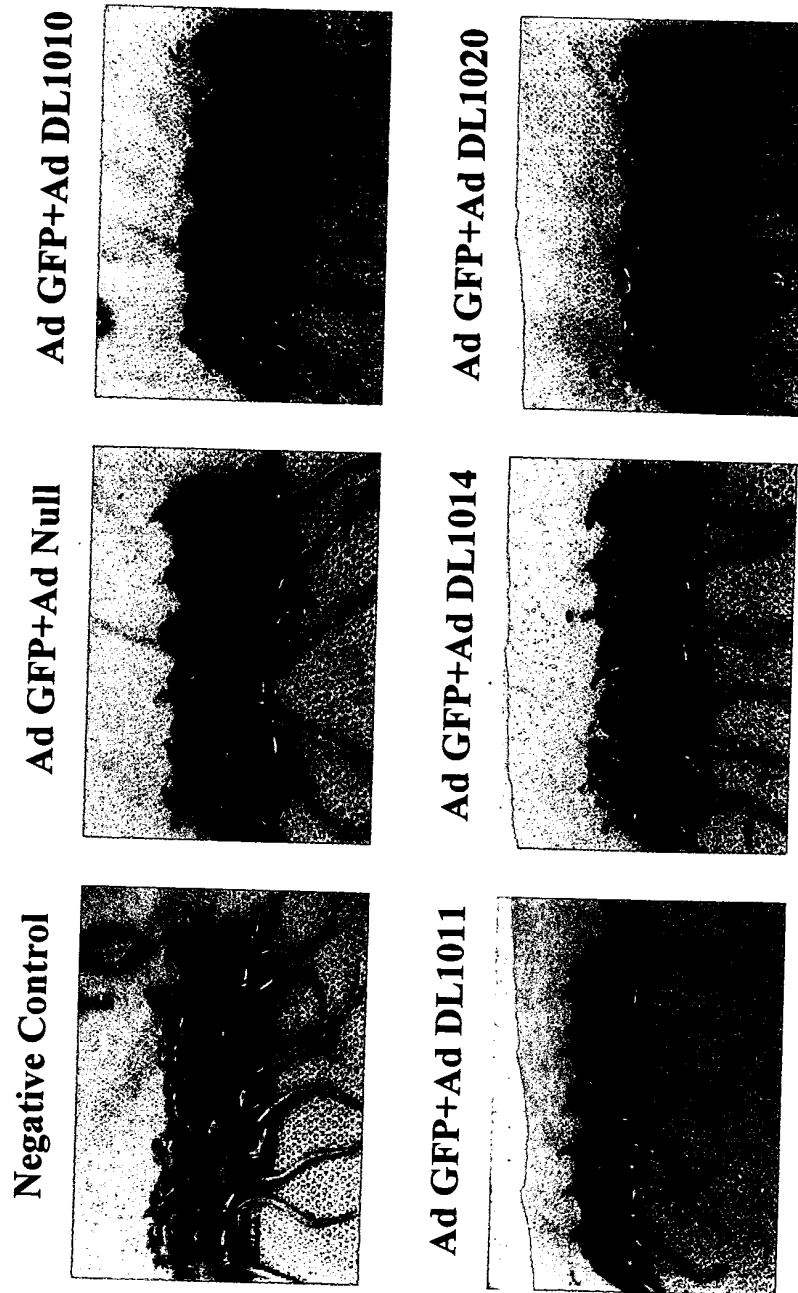 Negative Control
Ad GFP+Ad Null
Ad GFP+Ad DL1010
Ad GFP+Ad DL1011
Ad GFP+Ad DL1014
Ad GFP+Ad DL1020